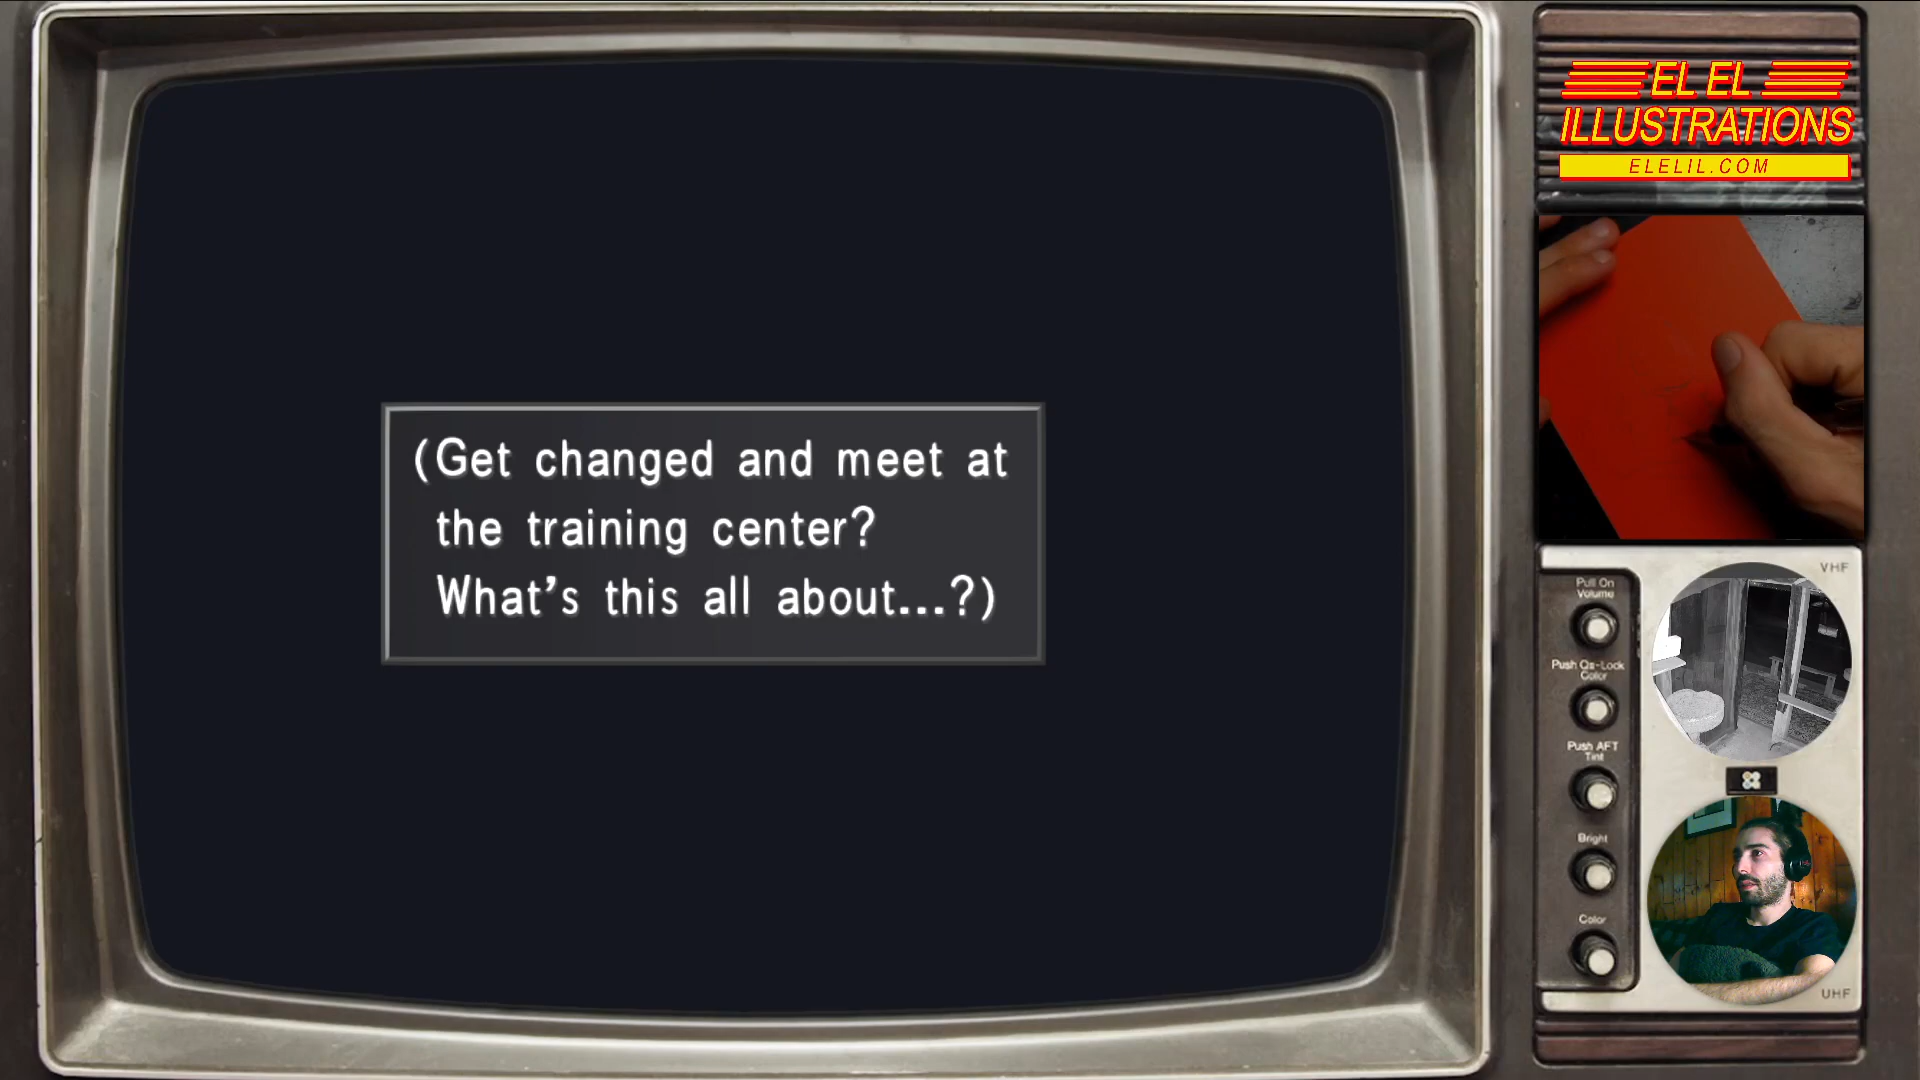 (Get changed and meet at
the training center?
What's this all about...?)
EL EL
ILLUSTRATIONS
ELELIL.COM
VHF
Pull On
Volume
Push Qs-Lock
Color
Push AFT
Tint
Bright
Color
UHF